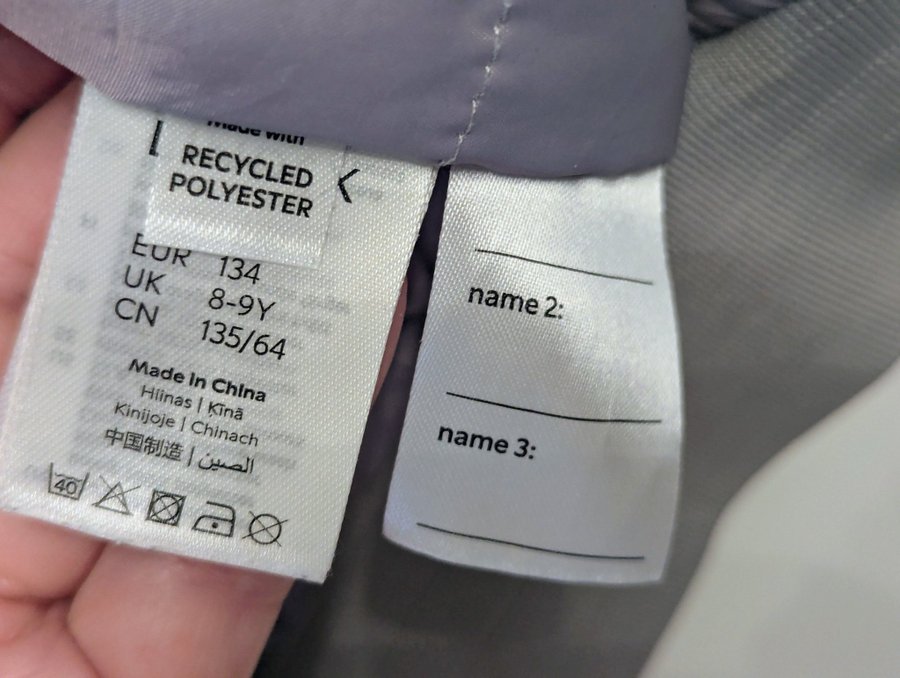 Made with
RECYCLED
POLYESTER
EUR 134
UK 8-9Y
CN 135/64
Made in China
Hiinas | Ķīnā
Kinijoje | Chinach
中国制造 | الصين
40
name 2:
name 3: